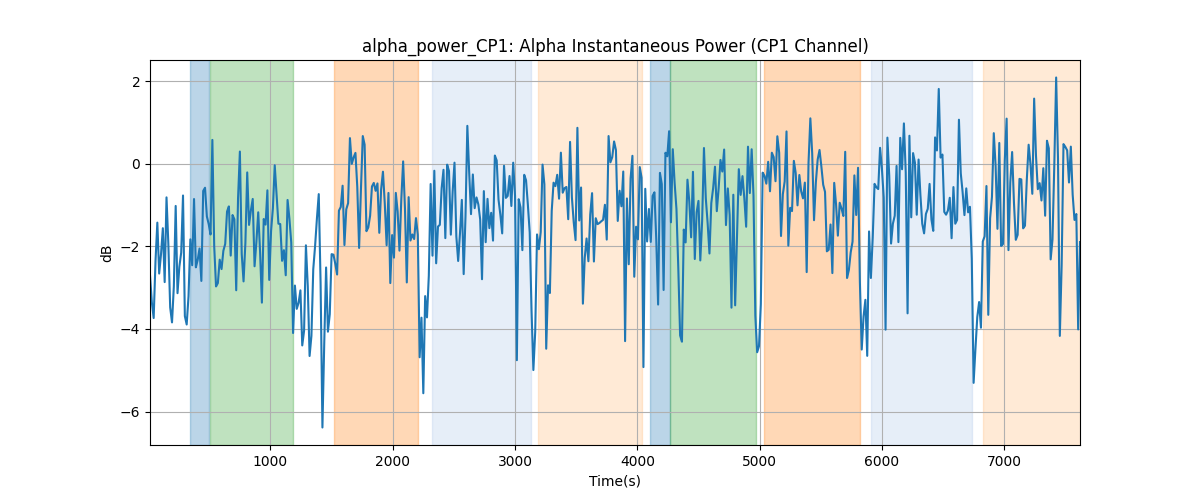 alpha_power_CP1: Alpha Instantaneous Power (CP1 Channel)
2
0
−2
−4
−6
dB
1000 2000 3000 4000 5000 6000 7000
Time(s)